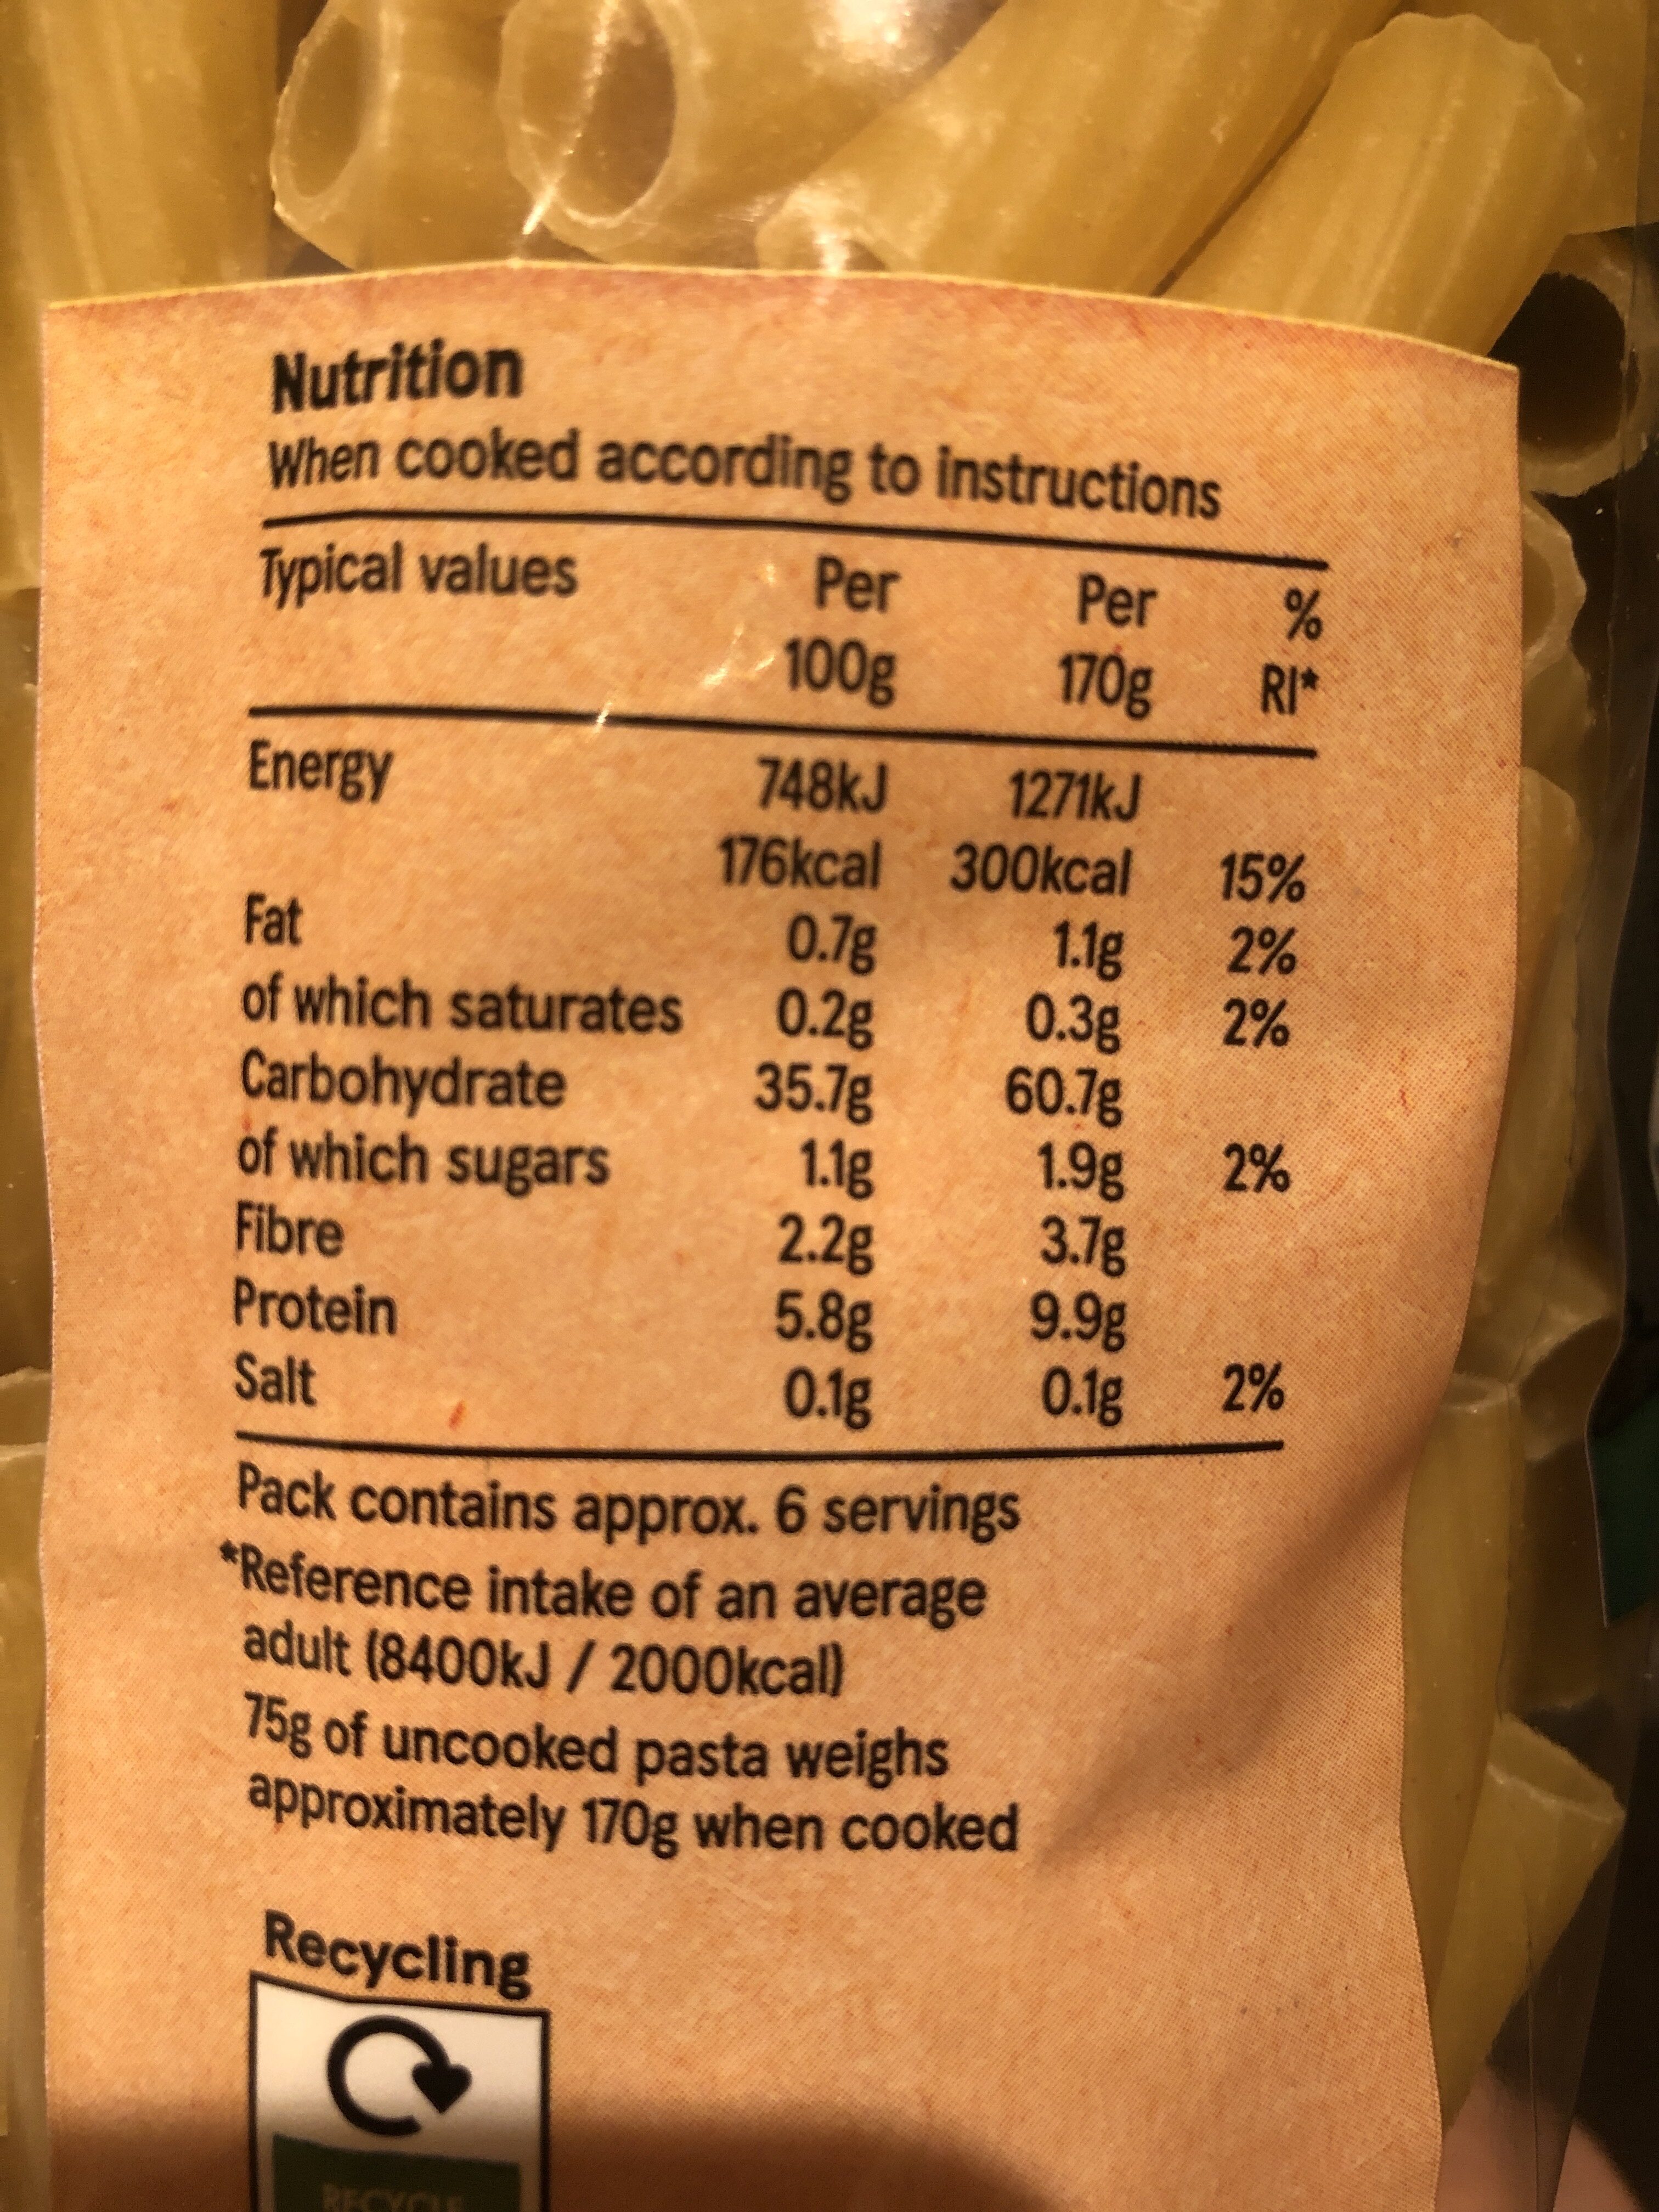 Nutrition
When cooked according to instructions
Typical values Per Per %
100g 170g RI*
Energy 748kJ 1271kJ
176kcal 300kcal 15%
Fat 0.7g 1.1g 2%
of which saturates 0.2g 0.3g 2%
Carbohydrate 35.7g 60.7g
of which sugars 1.1g 1.9g 2%
Fibre 2.2g 3.7g
Protein 5.8g 9.9g
Salt 0.1g 0.1g 2%
Pack contains approx. 6 servings
*Reference intake of an average
adult (8400kJ / 2000kcal)
75g of uncooked pasta weighs
approximately 170g when cooked
Recycling
RECYCLE